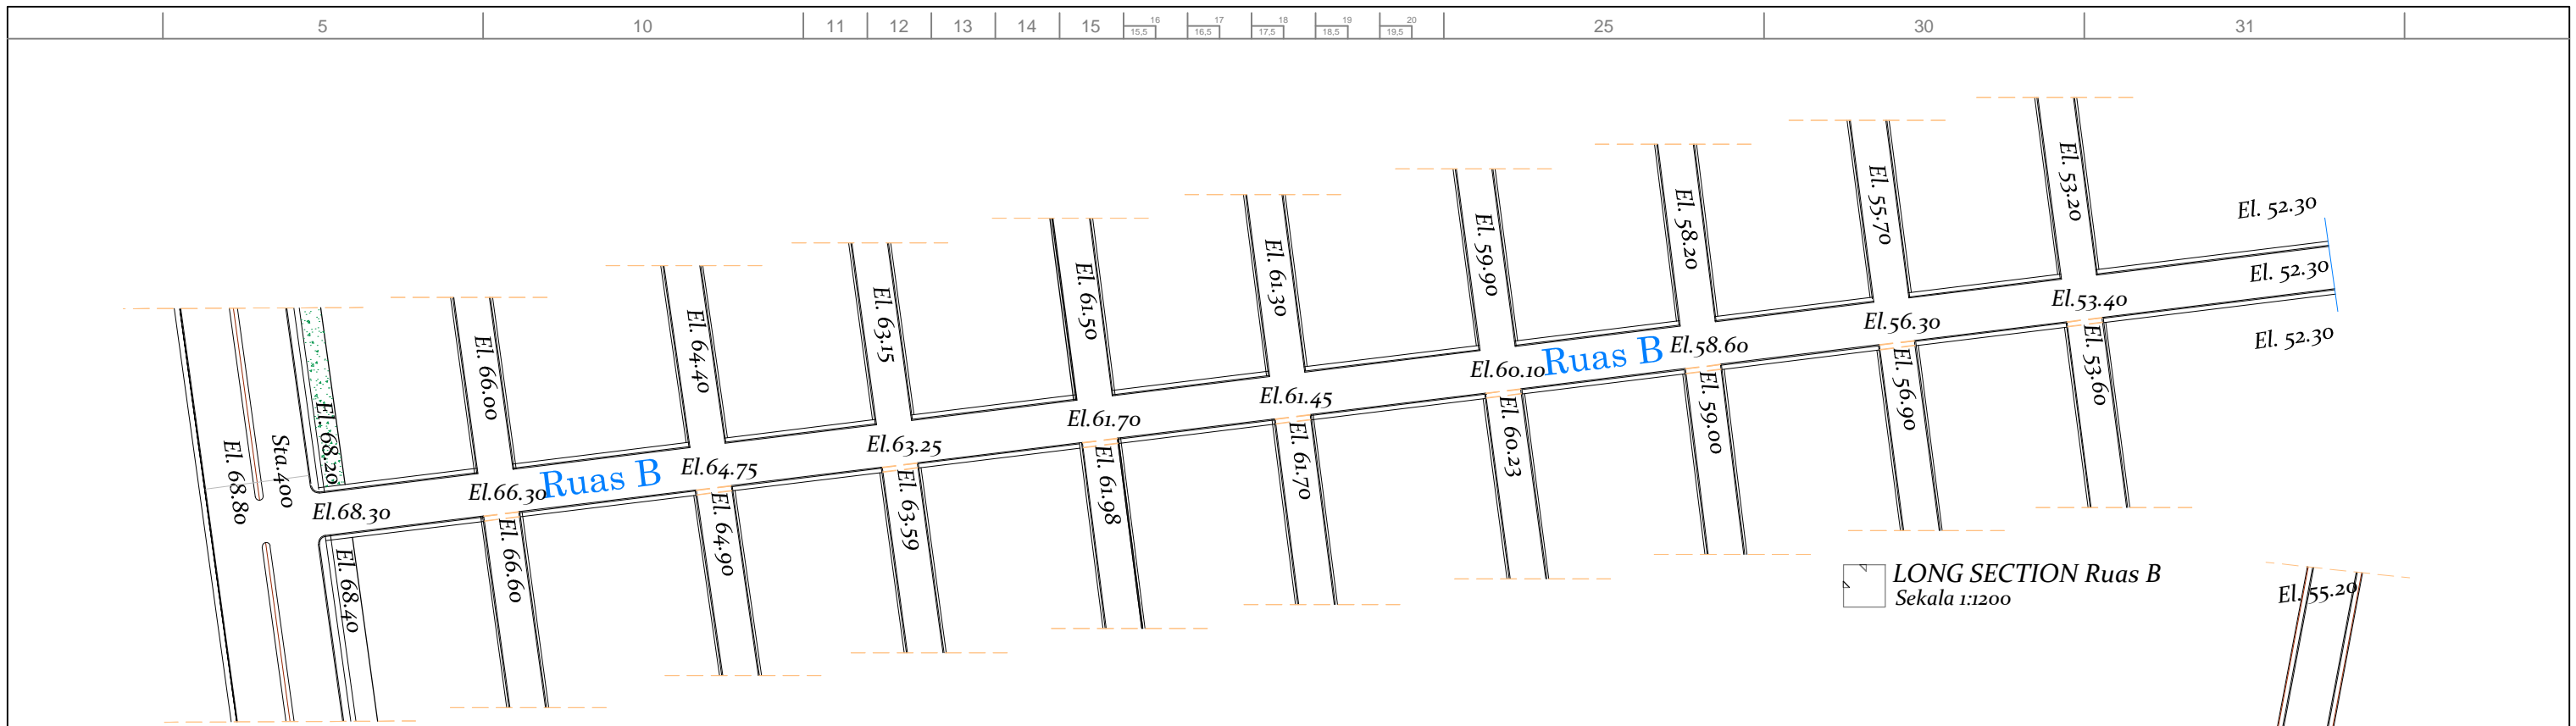 5 10 11 12 13 14 15 15,5 16 16,5 17 17,5 18 18,5 19 19,5 20 25 30 31
El. 68.80
Sta.400
El. 68.20
El.68.30
El. 68.40
El. 66.00
El.66.30
El. 66.60
Ruas B
El. 64.40
El.64.75
El. 64.90
El. 63.15
El.63.25
El. 63.59
El. 61.50
El.61.70
El. 61.98
El. 61.30
El.61.45
El. 61.70
El. 59.90
El.60.10
El. 60.23
Ruas B
El. 58.20
El.58.60
El. 59.00
El. 55.70
El.56.30
El. 56.90
El. 53.20
El.53.40
El. 53.60
El. 52.30
El. 52.30
El. 52.30
LONG SECTION Ruas B
Sekala 1:1200
El. 55.20